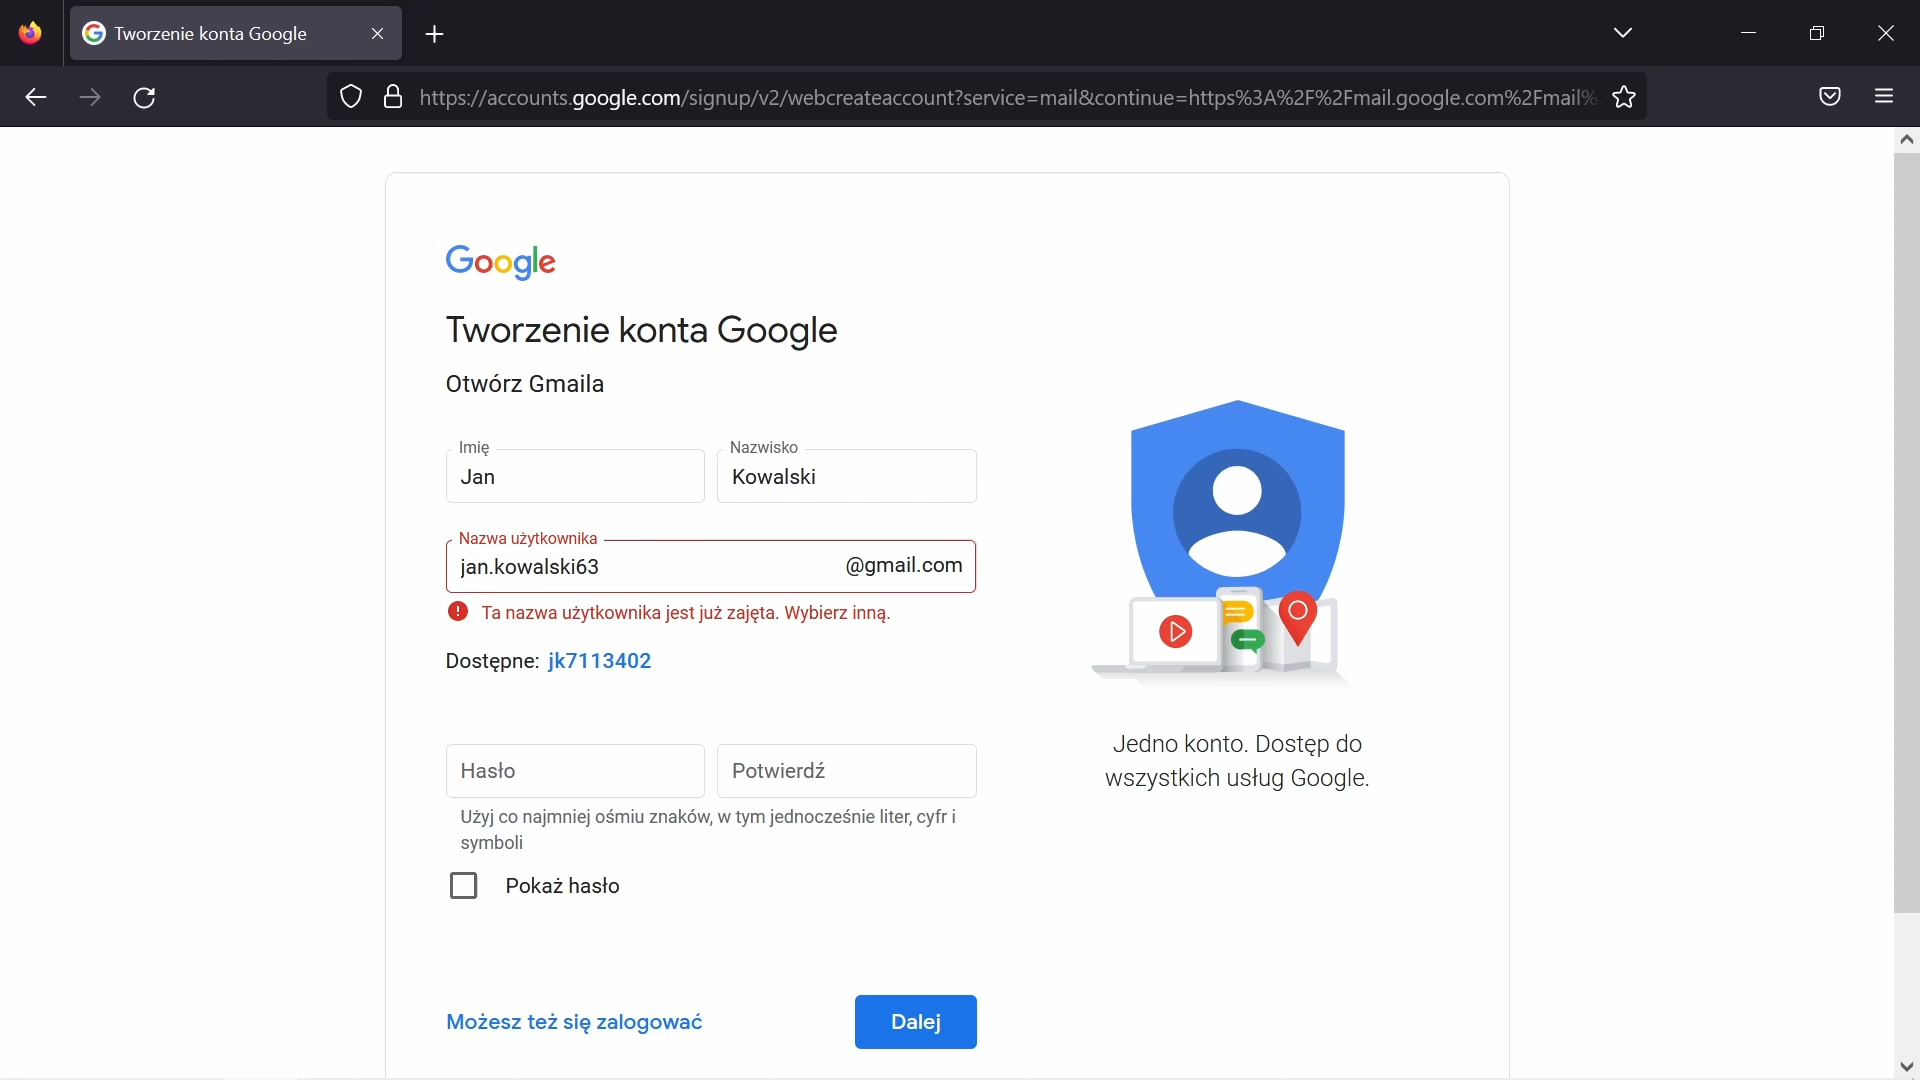 Tworzenie konta Google
https://accounts.google.com/signup/v2/webcreateaccount?service=mail&continue=https%3A%2F%2Fmail.google.com%2Fmail%
Google
Tworzenie konta Google
Otwórz Gmaila
Imię
Nazwisko
Jan
Kowalski
Nazwa użytkownika
jan.kowalski63 @gmail.com
Ta nazwa użytkownika jest już zajęta. Wybierz inną.
Dostępne: jk7113402
Hasło
Potwierdź
Użyj co najmniej ośmiu znaków, w tym jednocześnie liter, cyfr i
symboli
Pokaż hasło
Możesz też się zalogować
Dalej
Jedno konto. Dostęp do
wszystkich usług Google.